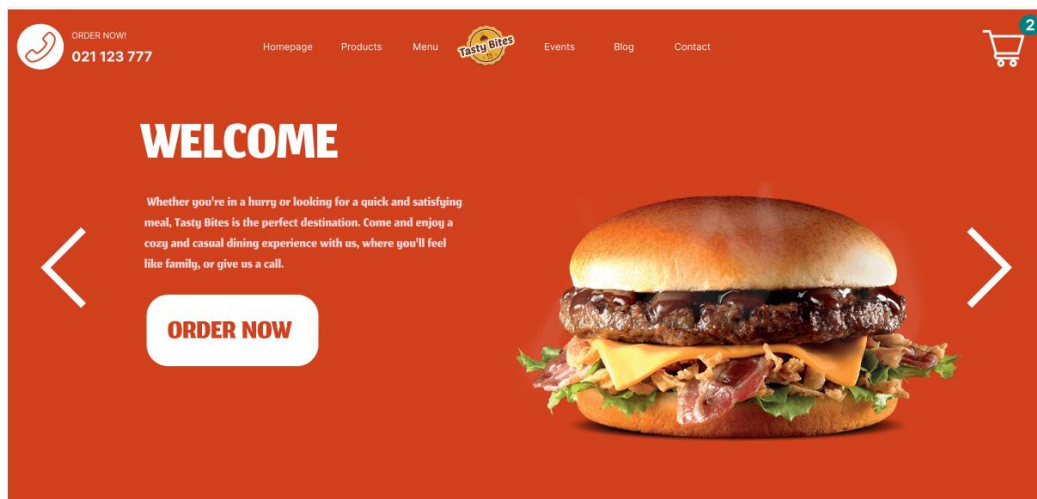 ORDER NOW!
021 123 777
Homepage Products Menu Tasty Bites Events Blog Contact
2
WELCOME
Whether you're in a hurry or looking for a quick and satisfying
meal, Tasty Bites is the perfect destination. Come and enjoy a
cozy and casual dining experience with us, where you'll feel
like family, or give us a call.
ORDER NOW